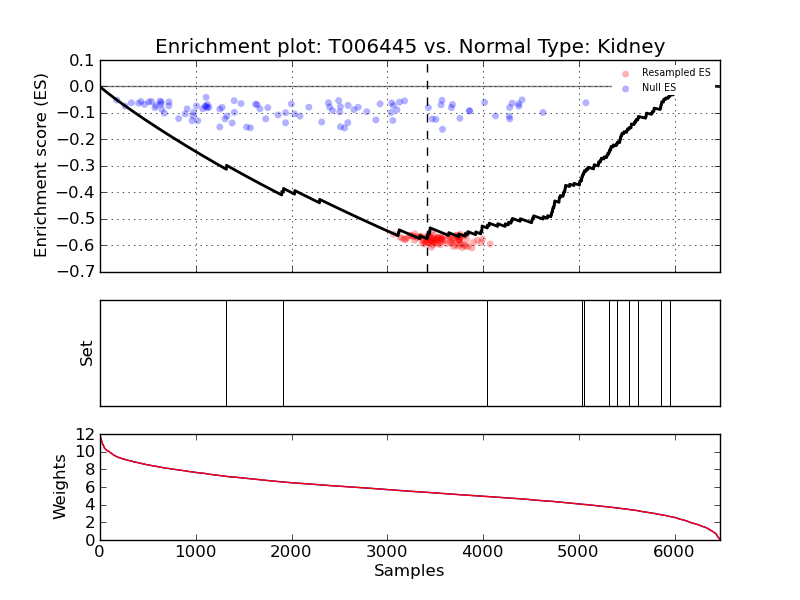 Enrichment plot: T006445 vs. Normal Type: Kidney
Enrichment score (ES)
0.1
0.0
−0.1
−0.2
−0.3
−0.4
−0.5
−0.6
−0.7
Resampled ES
Null ES
Set
Weights
12
10
8
6
4
2
0
0 1000 2000 3000 4000 5000 6000
Samples